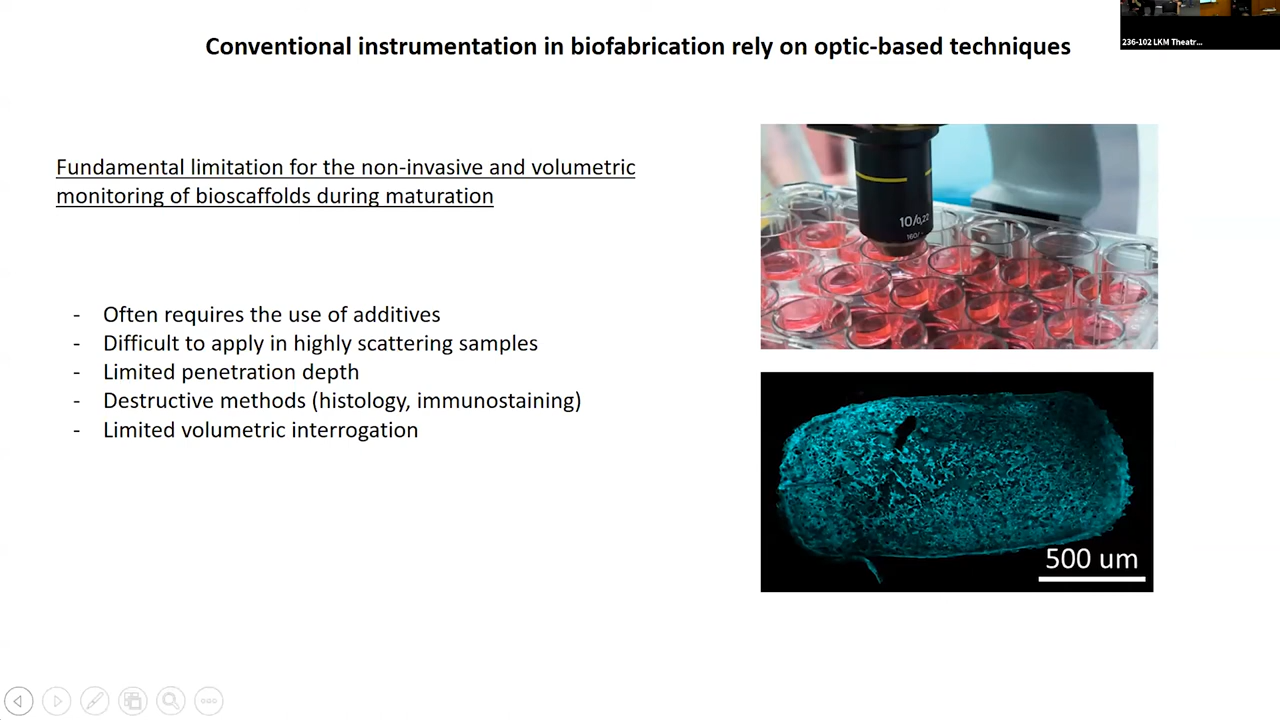 Conventional instrumentation in biofabrication rely on optic-based techniques
236-102 LKM Theatr...
Fundamental limitation for the non-invasive and volumetric
monitoring of bioscaffolds during maturation
- Often requires the use of additives
- Difficult to apply in highly scattering samples
- Limited penetration depth
- Destructive methods (histology, immunostaining)
- Limited volumetric interrogation
10/0,22
160/-
500 um